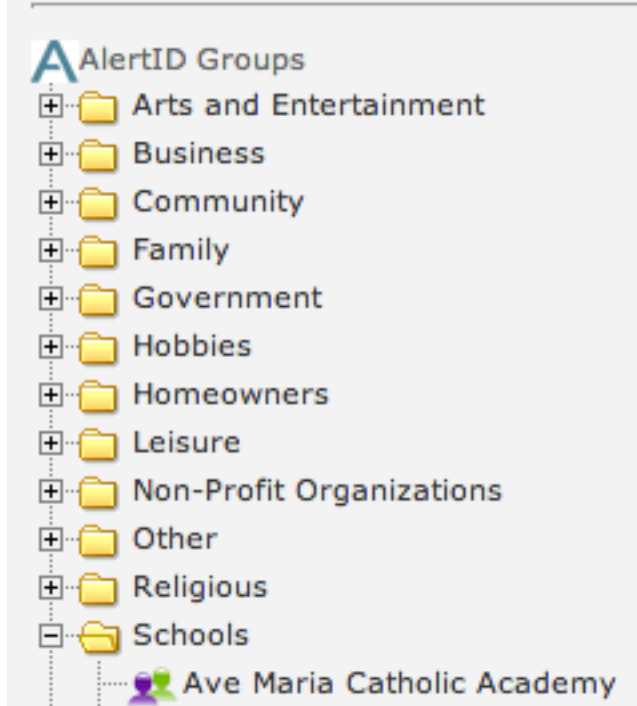 AlertID Groups
Arts and Entertainment
Business
Community
Family
Government
Hobbies
Homeowners
Leisure
Non-Profit Organizations
Other
Religious
Schools
Ave Maria Catholic Academy